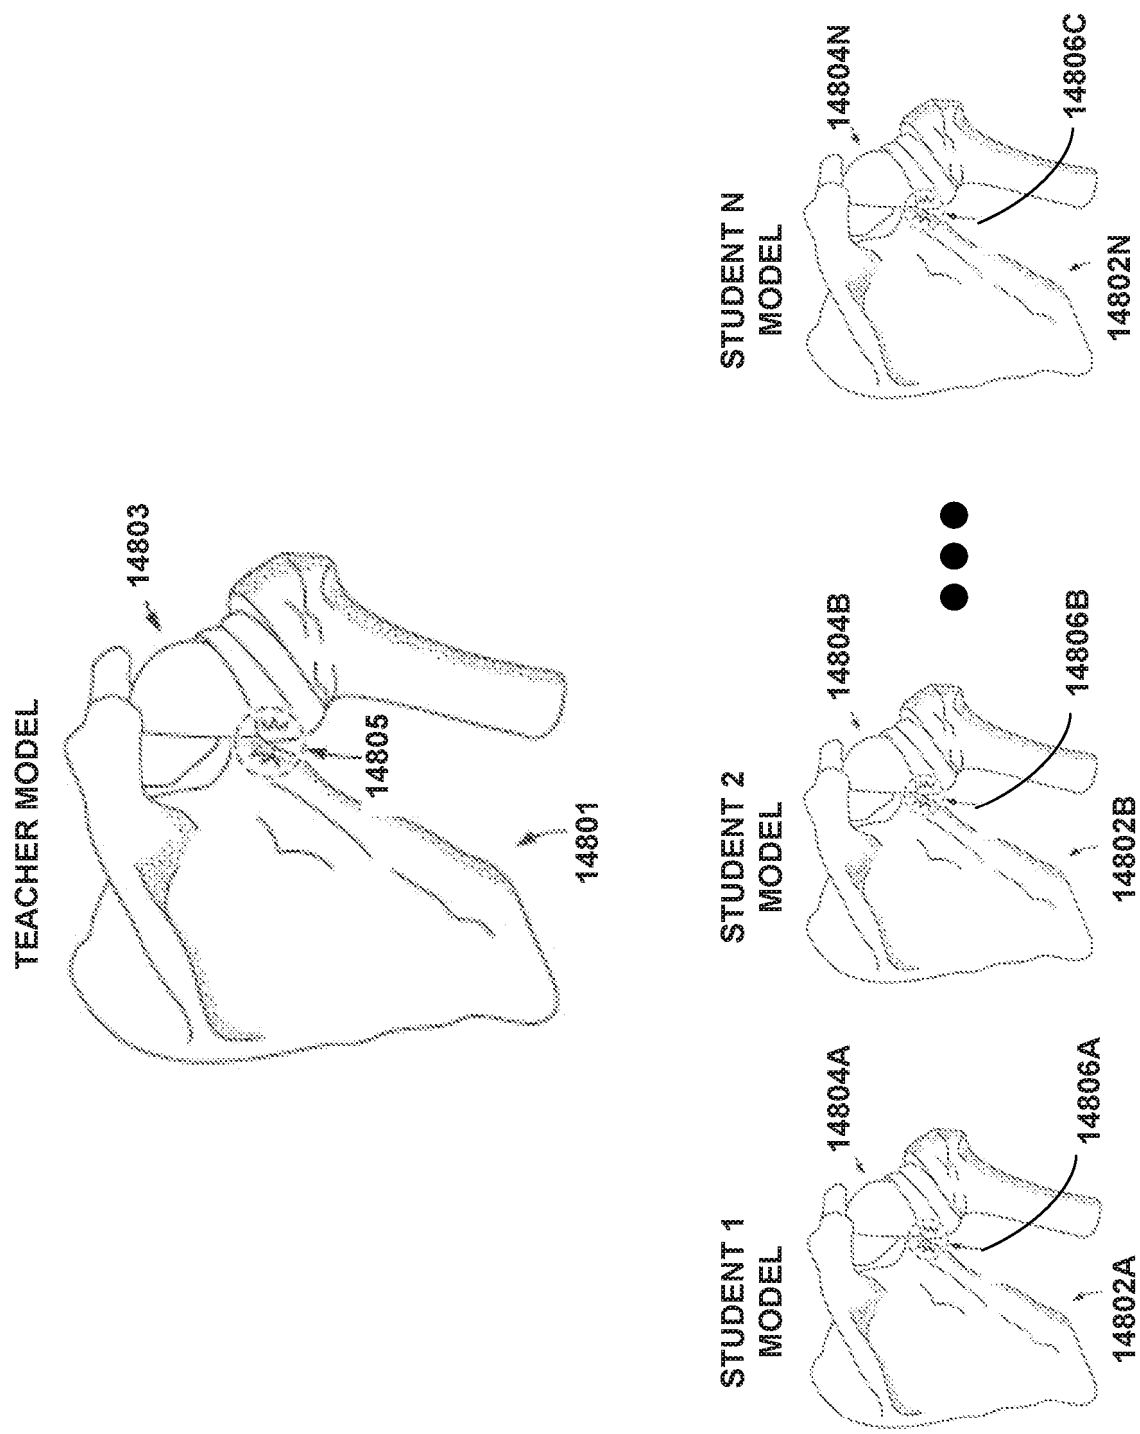 TEACHER MODEL
14803
14805
14801
STUDENT 1
MODEL
14804A
14806A
14802A
STUDENT 2
MODEL
14804B
14806B
14802B
STUDENT N
MODEL
14804N
14806C
14802N